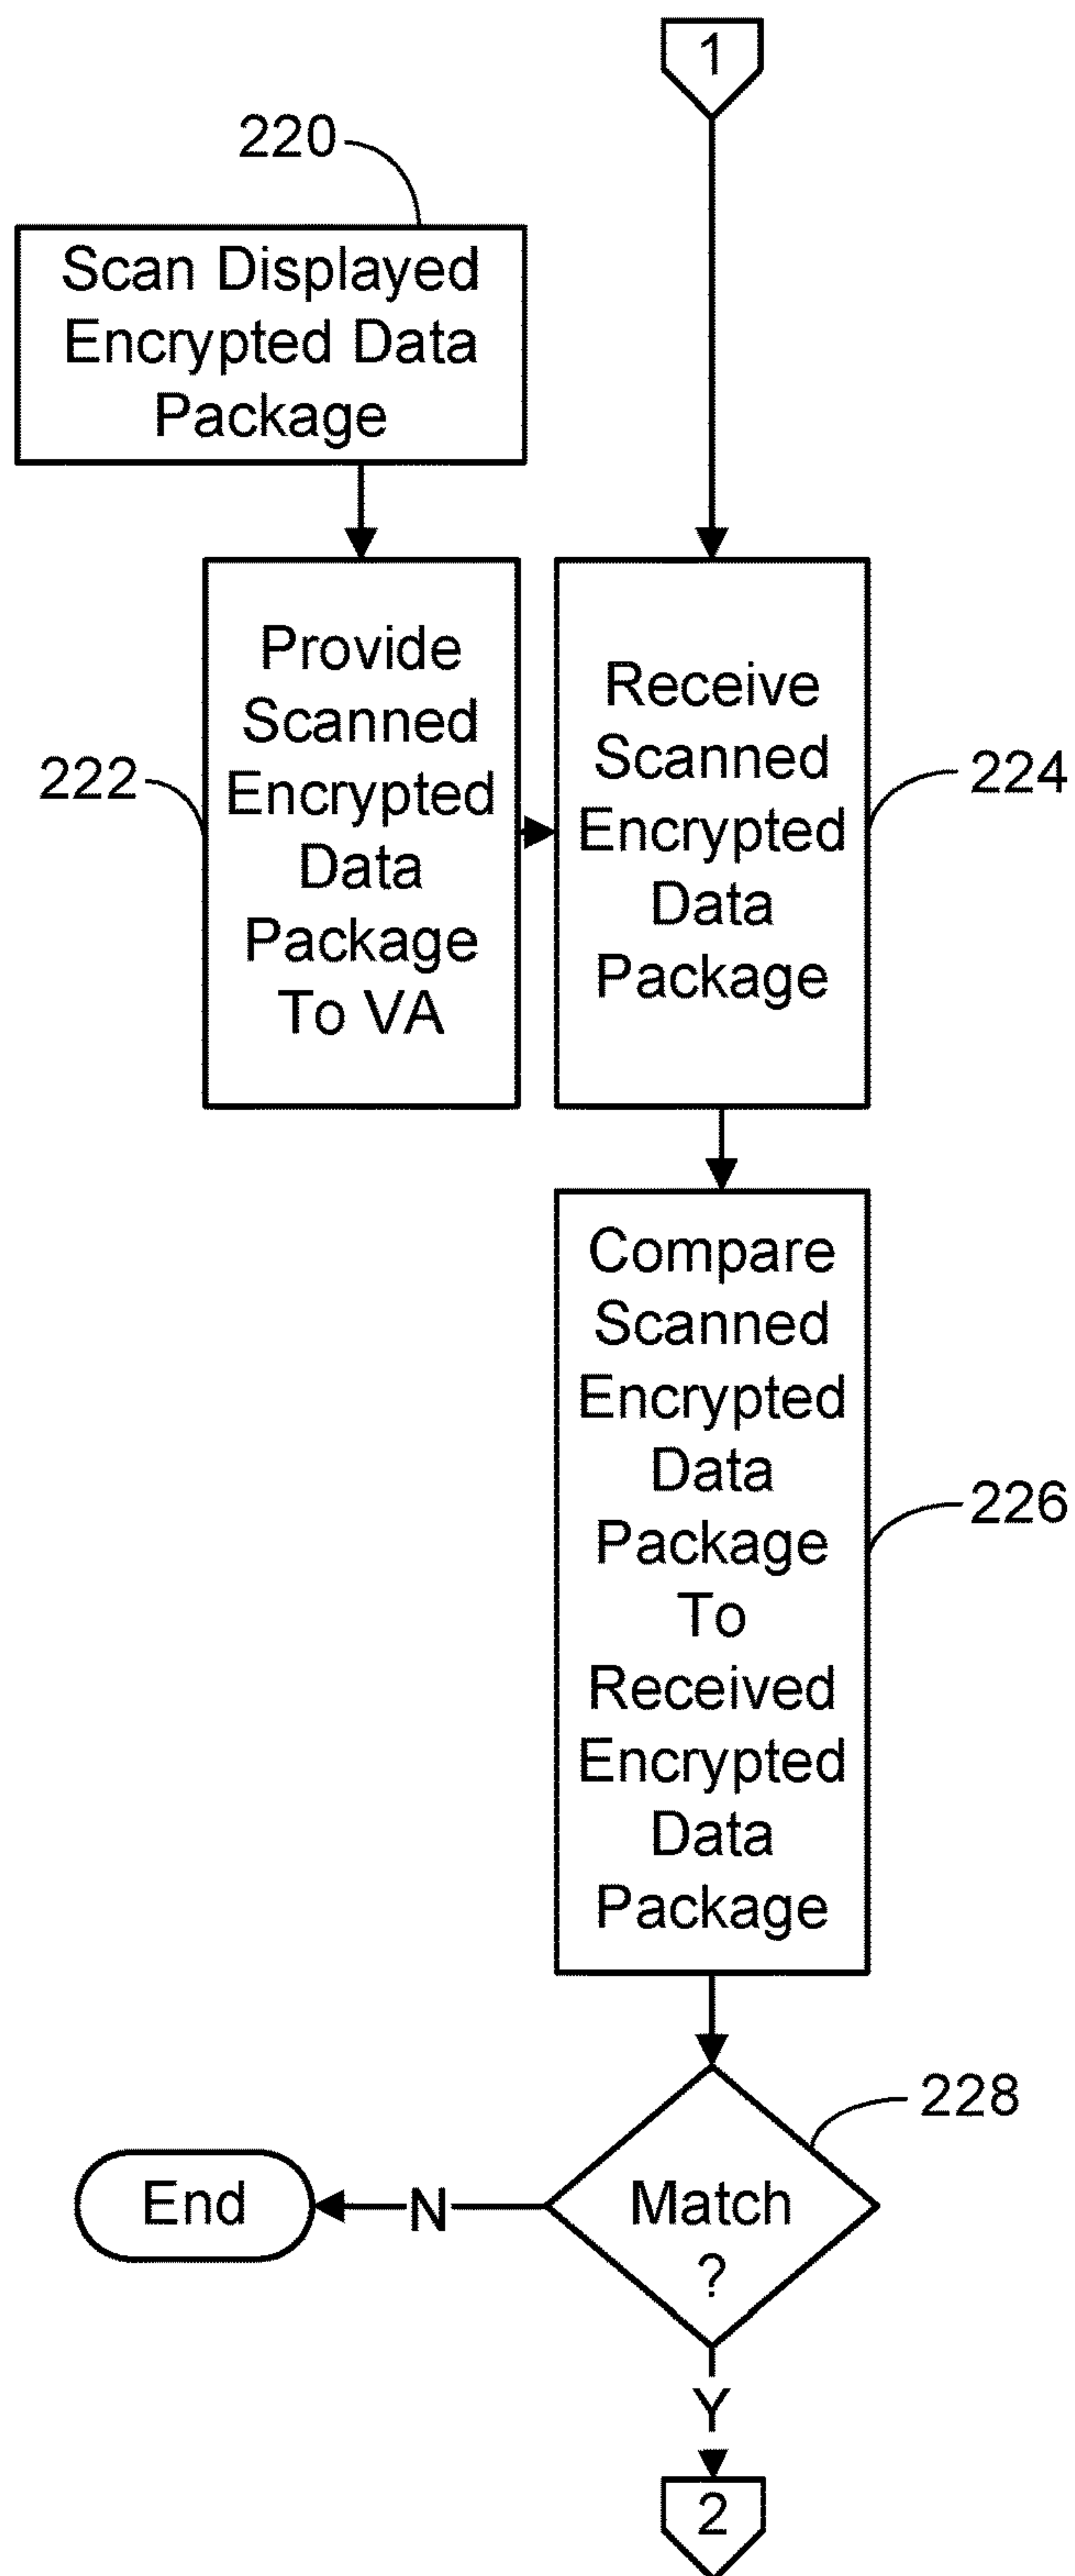 1
220
Scan Displayed
Encrypted Data
Package
Provide
Scanned
Encrypted
Data
Package
To VA
222
Receive
Scanned
Encrypted
Data
Package
224
Compare
Scanned
Encrypted
Data
Package
To
Received
Encrypted
Data
Package
226
228
Match
?
N
End
Y
2